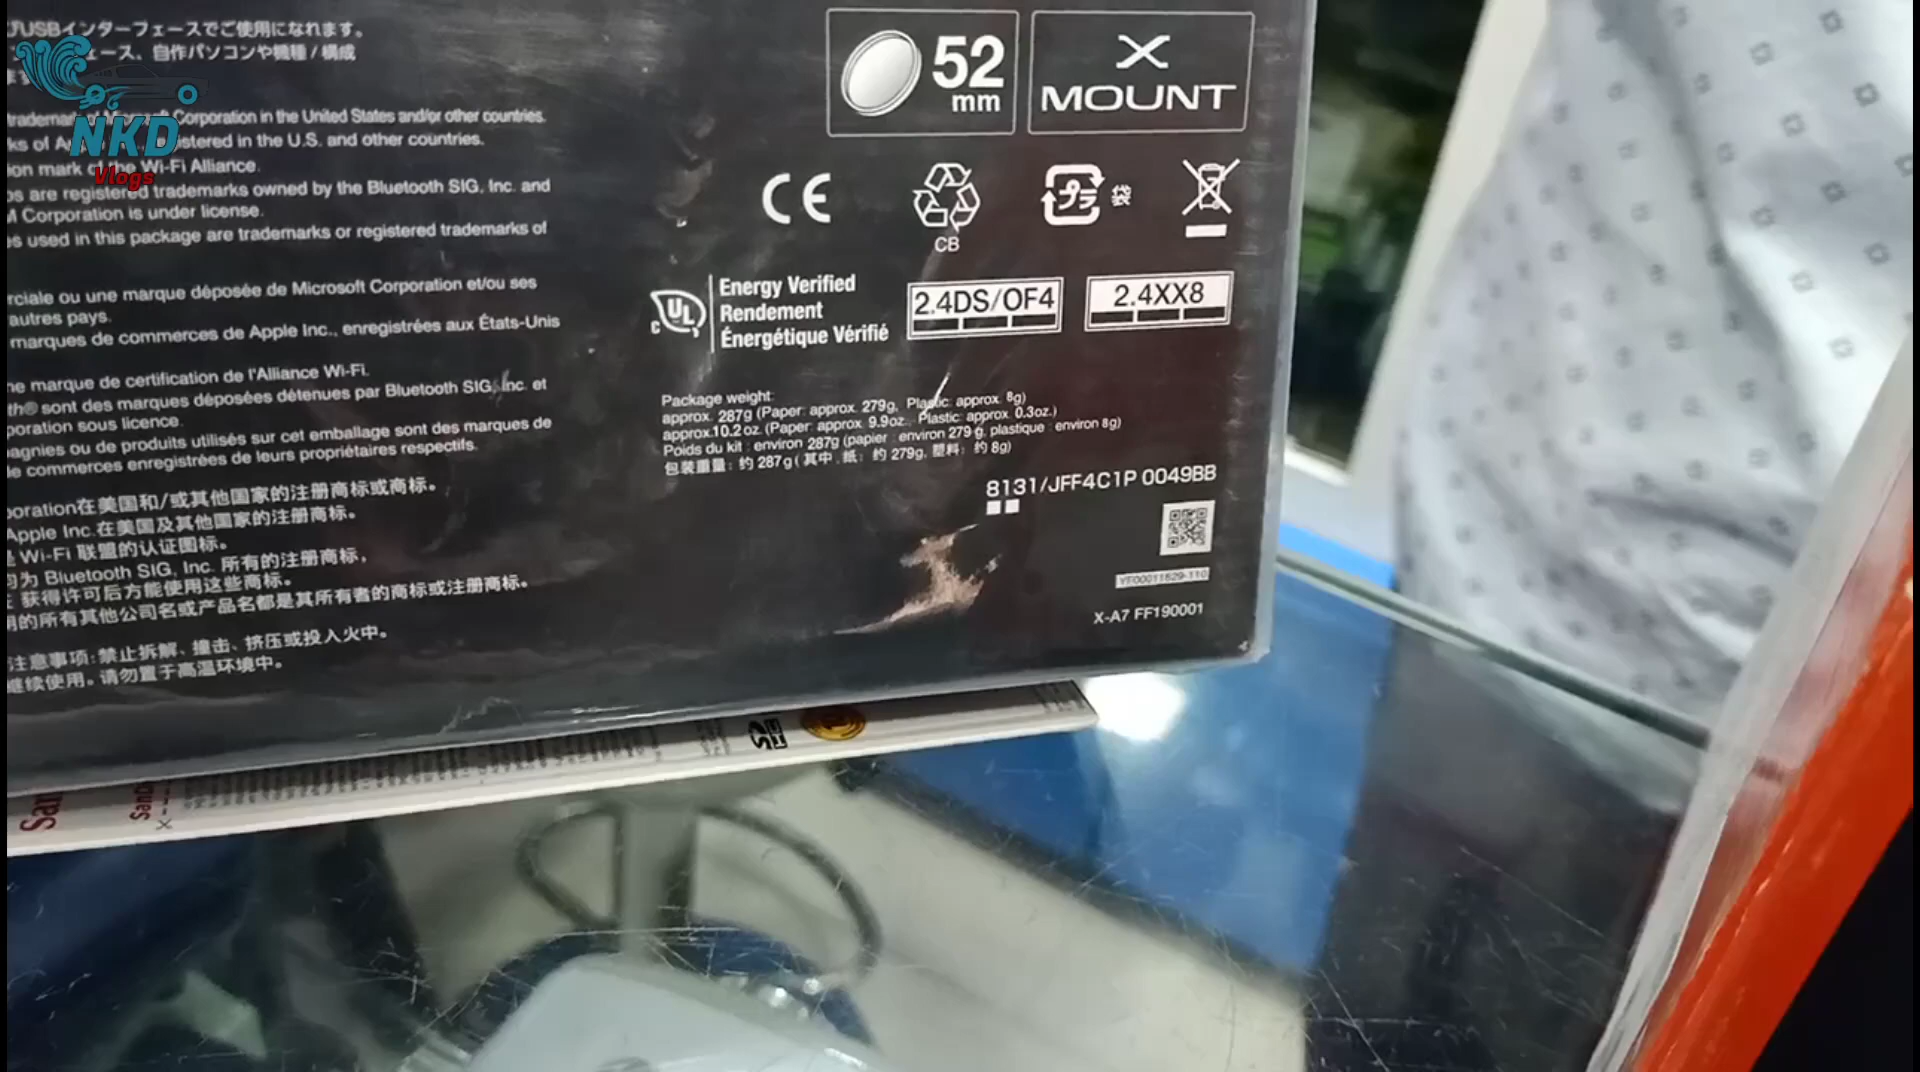 USBインターフェースでご使用になれます。
ース、自作パソコンや機種 / 構成
NKD
Vlogs
Corporation in the United States and/or other countries.
registered in the U.S. and other countries.
mark of the Wi-Fi Alliance.
are registered trademarks owned by the Bluetooth SIG, Inc. and
Corporation is under license.
used in this package are trademarks or registered trademarks of
ou une marque déposée de Microsoft Corporation et/ou ses
autres pays.
marques de commerces de Apple Inc., enregistrées aux États-Unis
marque de certification de l'Alliance Wi-Fi.
sont des marques déposées détenues par Bluetooth SIG, Inc. et
sous licence.
ou de produits utilisés sur cet emballage sont des marques de
commerces enregistrées de leurs propriétaires respectifs.
在美国和/或其他国家的注册商标或商标。
Apple Inc.在美国及其他国家的注册商标。
Wi-Fi 联盟的认证图标。
为 Bluetooth SIG, Inc. 所有的注册商标,
获得许可后方能使用这些商标。
的所有其他公司名或产品名都是其所有者的商标或注册商标。
注意事项:禁止拆解、撞击、挤压或投入火中。
继续使用。请勿置于高温环境中。
52
mm
X
MOUNT
CE
CB
プラ 袋
C UL
Energy Verified
Rendement
Énergétique Vérifié
2.4DS/OF4
2.4XX8
Package weight:
approx. 287g (Paper: approx. 279g, Plastic: approx. 8g)
approx.10.2 oz. (Paper: approx. 9.9oz., Plastic: approx. 0.3oz.)
Poids du kit : environ 287g (papier : environ 279 g, plastique : environ 8g)
包装重量: 约 287g ( 其中, 纸: 约 279g, 塑料: 约 8g)
8131/JFF4C1P 0049BB
YF00011829-110
X-A7 FF190001